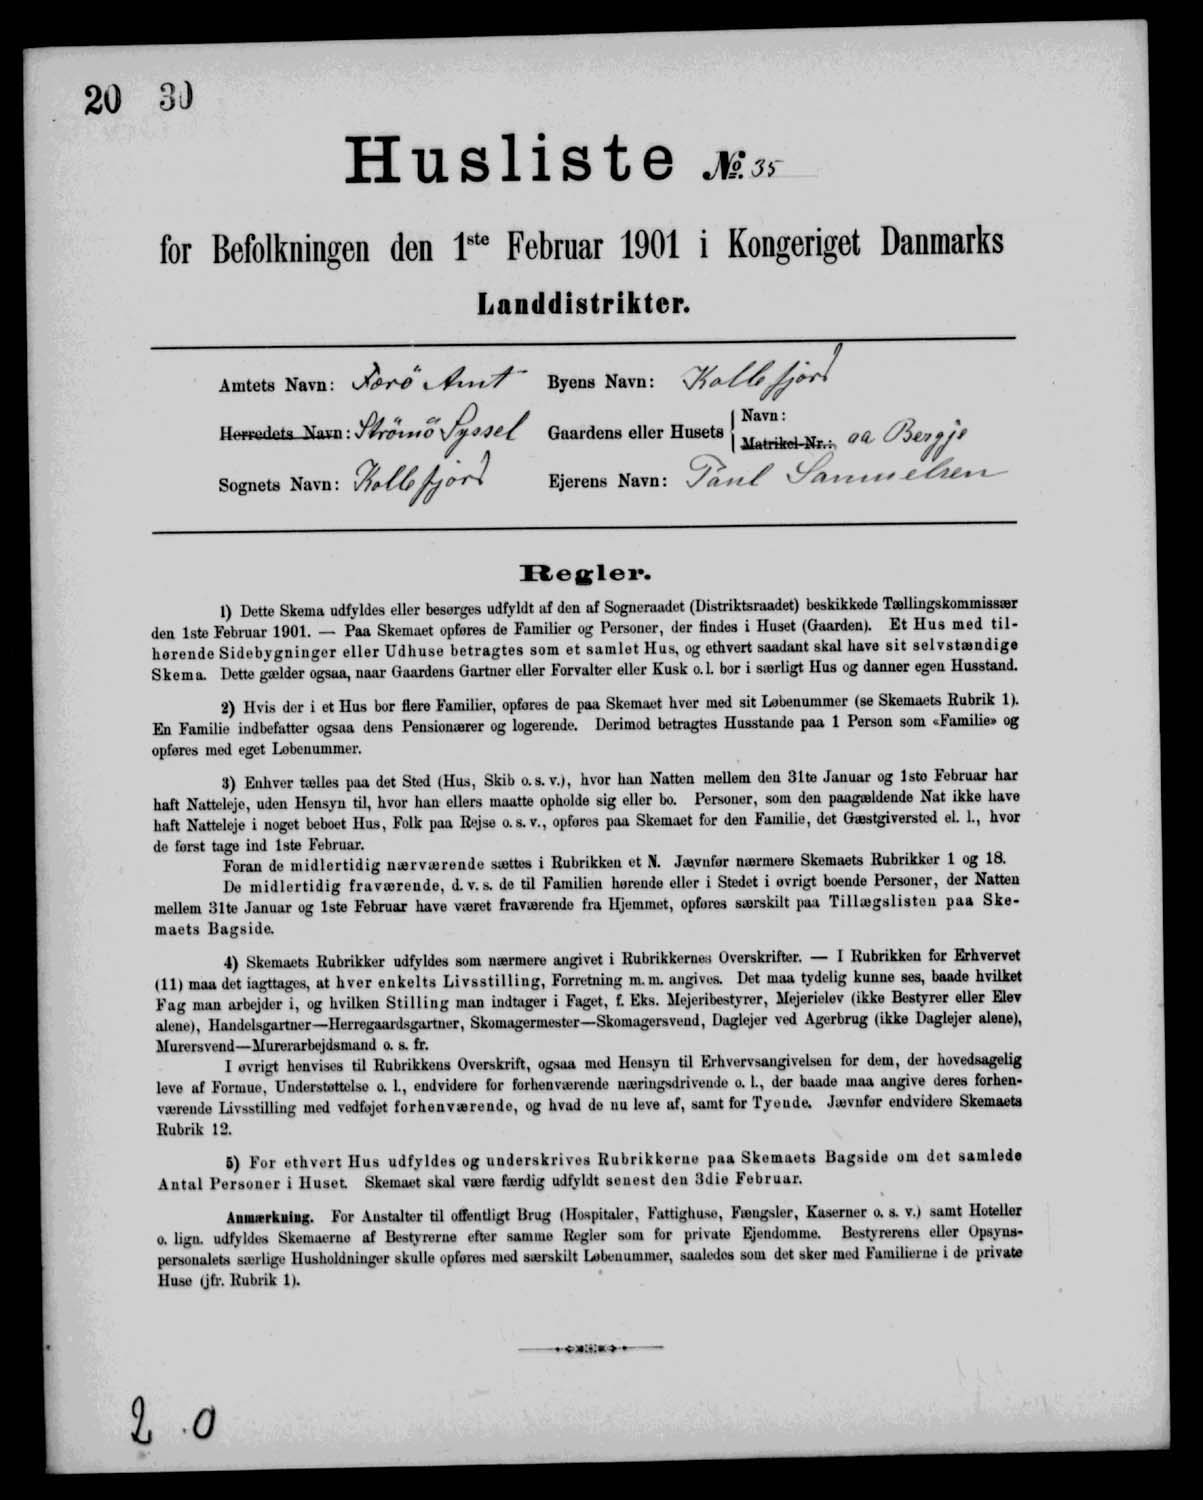 20 30
Husliste No. 35
for Befolkningen den 1ste Februar 1901 i Kongeriget Danmarks
Landdistrikter.
Amtets Navn: Færö Amt
Byens Navn: Kollefjord
Herredets Navn: Strömö Syssel
Gaardens eller Husets Navn:
Matrikel-Nr.: aa Bergje
Sognets Navn: Kollefjord
Ejerens Navn: Paul Samuelsen
Regler.
1) Dette Skema udfyldes eller besørges udfyldt af den af Sogneraadet (Distriktsraadet) beskikkede Tællingskommissær
den 1ste Februar 1901. — Paa Skemaet opføres de Familier og Personer, der findes i Huset (Gaarden). Et Hus med til-
hørende Sidebygninger eller Udhuse betragtes som et samlet Hus, og ethvert saadant skal have sit selvstændige
Skema. Dette gælder ogsaa, naar Gaardens Gartner eller Forvalter eller Kusk o. l. bor i særligt Hus og danner egen Husstand.
2) Hvis der i et Hus bor flere Familier, opføres de paa Skemaet hver med sit Løbenummer (se Skemaets Rubrik 1).
En Familie indbefatter ogsaa dens Pensionærer og logerende. Derimod betragtes Husstande paa 1 Person som «Familie» og
opføres med eget Løbenummer.
3) Enhver tælles paa det Sted (Hus, Skib o. s. v.), hvor han Natten mellem den 31te Januar og 1ste Februar har
haft Natteleje, uden Hensyn til, hvor han ellers maatte opholde sig eller bo. Personer, som den paagældende Nat ikke have
haft Natteleje i noget beboet Hus, Folk paa Rejse o. s. v., opføres paa Skemaet for den Familie, det Gæstgiversted el. l., hvor
de først tage ind 1ste Februar.
Foran de midlertidig nærværende sættes i Rubrikken et N. Jævnfør nærmere Skemaets Rubrikker 1 og 18.
De midlertidig fraværende, d. v. s. de til Familien hørende eller i Stedet i øvrigt boende Personer, der Natten
mellem 31te Januar og 1ste Februar have været fraværende fra Hjemmet, opføres særskilt paa Tillægslisten paa Ske-
maets Bagside.
4) Skemaets Rubrikker udfyldes som nærmere angivet i Rubrikkernes Overskrifter. — I Rubrikken for Erhvervet
(11) maa det iagttages, at hver enkelts Livsstilling, Forretning m. m. angives. Det maa tydelig kunne ses, baade hvilket
Fag man arbejder i, og hvilken Stilling man indtager i Faget, f. Eks. Mejeribestyrer, Mejerielev (ikke Bestyrer eller Elev
alene), Handelsgartner—Herregaardsgartner, Skomagermester—Skomagersvend, Daglejer ved Agerbrug (ikke Daglejer alene),
Murersvend—Murerarbejdsmand o. s. fr.
I øvrigt henvises til Rubrikkens Overskrift, ogsaa med Hensyn til Erhvervsangivelsen for dem, der hovedsagelig
leve af Formue, Understøttelse o. l., endvidere for forhenværende næringsdrivende o. l., der baade maa angive deres forhen-
værende Livsstilling med vedføjet forhenværende, og hvad de nu leve af, samt for Tyende. Jævnfør endvidere Skemaets
Rubrik 12.
5) For ethvert Hus udfyldes og underskrives Rubrikkerne paa Skemaets Bagside om det samlede
Antal Personer i Huset. Skemaet skal være færdig udfyldt senest den 3die Februar.
Anmærkning. For Anstalter til offentligt Brug (Hospitaler, Fattighuse, Fængsler, Kaserner o. s. v.) samt Hoteller
o. lign. udfyldes Skemaerne af Bestyrerne efter samme Regler som for private Ejendomme. Bestyrerens eller Opsyns-
personalets særlige Husholdninger skulle opføres med særskilt Løbenummer, saaledes som det sker med Familierne i de private
Huse (jfr. Rubrik 1).
2 . 0